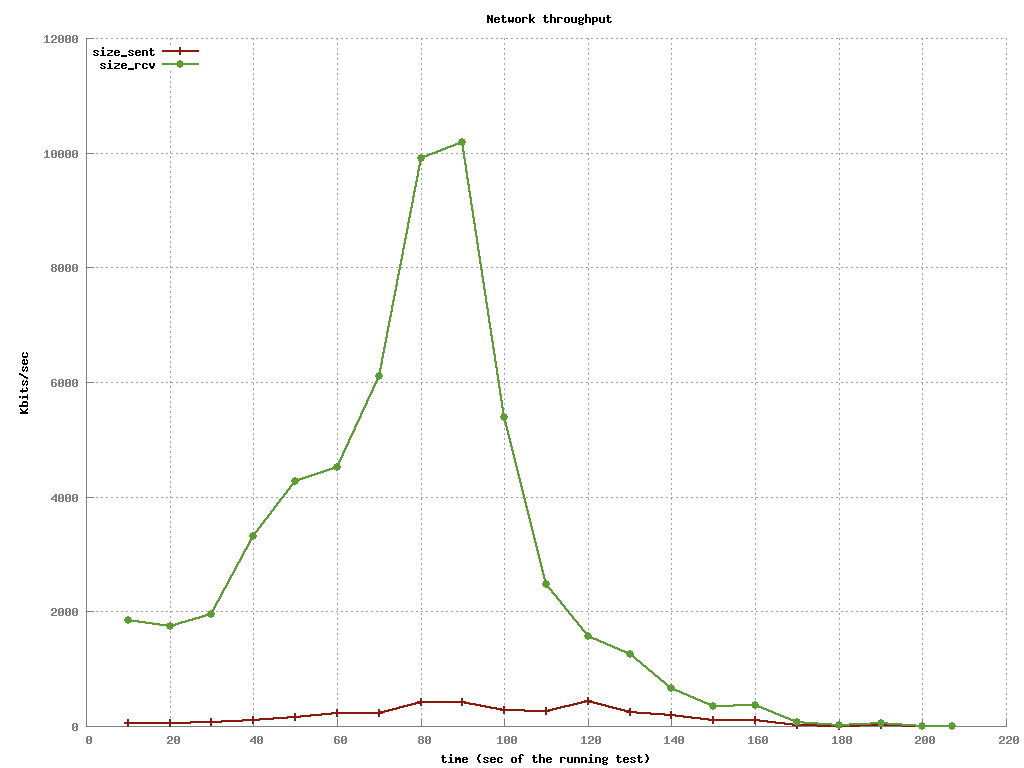 Network throughput
12000
size_sent
size_rcv
10000
8000
6000
Kbits/sec
4000
2000
0
0 20 40 60 80 100 120 140 160 180 200 220
time (sec of the running test)